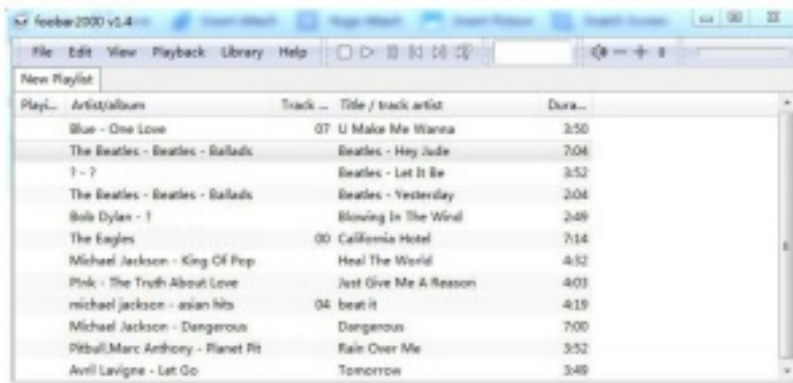 foobar2000 v1.4
File Edit View Playback Library Help
New Playlist
Playi... Artist/album Track ... Title / track artist Dura...
Blue - One Love 07 U Make Me Wanna 3:50
The Beatles - Beatles - Ballads Beatles - Hey Jude 7:04
? - ? Beatles - Let It Be 3:52
The Beatles - Beatles - Ballads Beatles - Yesterday 2:04
Bob Dylan - ? Blowing In The Wind 2:49
The Eagles 00 California Hotel 7:14
Michael Jackson - King Of Pop Heal The World 4:32
P!nk - The Truth About Love Just Give Me A Reason 4:03
michael jackson - asian hits 04 beat it 4:19
Michael Jackson - Dangerous Dangerous 7:00
Pitbull,Marc Anthony - Planet Pit Rain Over Me 3:52
Avril Lavigne - Let Go Tomorrow 3:49